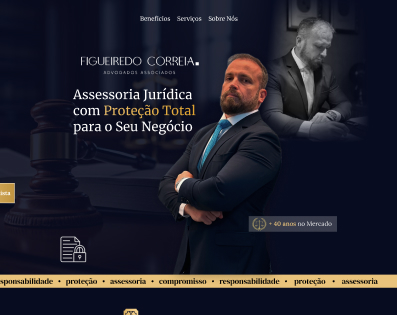 Benefícios Serviços Sobre Nós
FIGUEIREDO CORREIA.
ADVOGADOS ASSOCIADOS
Assessoria Jurídica
com Proteção Total
para o Seu Negócio
+ 40 anos no Mercado
sponsabilidade • proteção • assessoria • compromisso • responsabilidade • proteção • assessoria